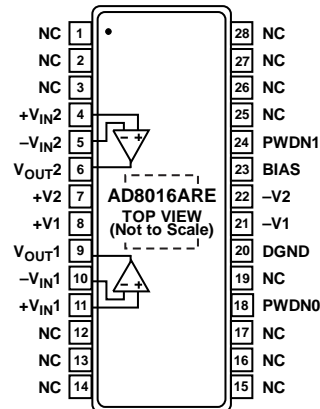 NC 1
NC 2
NC 3
+VIN2 4
−VIN2 5
VOUT2 6
+V2 7
+V1 8
VOUT1 9
−VIN1 10
+VIN1 11
NC 12
NC 13
NC 14
− +
AD8016ARE
TOP VIEW
(Not to Scale)
− +
28 NC
27 NC
26 NC
25 NC
24 PWDN1
23 BIAS
22 −V2
21 −V1
20 DGND
19 NC
18 PWDN0
17 NC
16 NC
15 NC